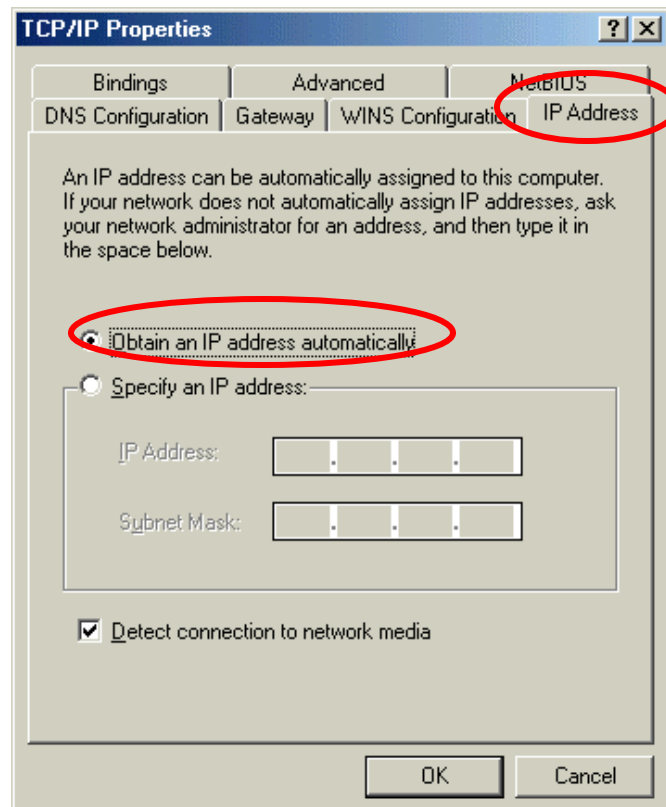 TCP/IP Properties
Bindings
Advanced
NetBIOS
DNS Configuration
Gateway
WINS Configuration
IP Address
An IP address can be automatically assigned to this computer.
If your network does not automatically assign IP addresses, ask
your network administrator for an address, and then type it in
the space below.
Obtain an IP address automatically
Specify an IP address:
IP Address:
Subnet Mask:
Detect connection to network media
OK
Cancel